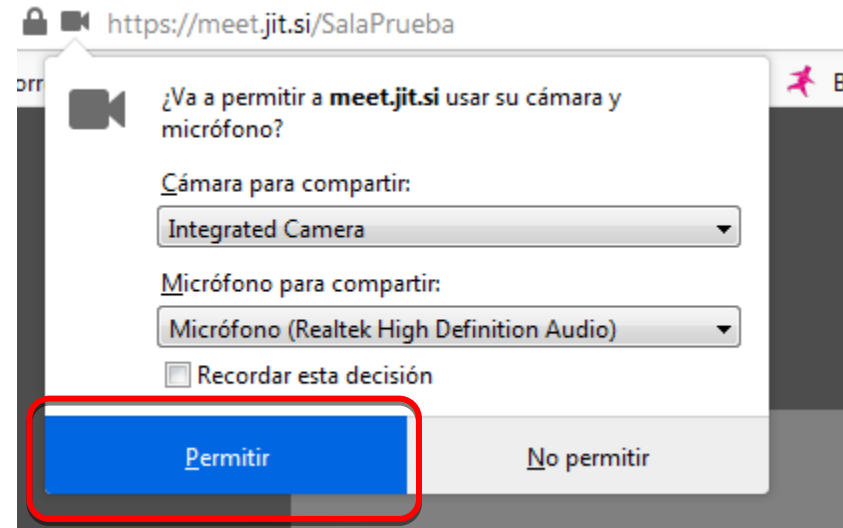 https://meet.jit.si/SalaPrueba
orr
E
¿Va a permitir a meet.jit.si usar su cámara y
micrófono?
Cámara para compartir:
Integrated Camera
Micrófono para compartir:
Micrófono (Realtek High Definition Audio)
Recordar esta decisión
Permitir
No permitir